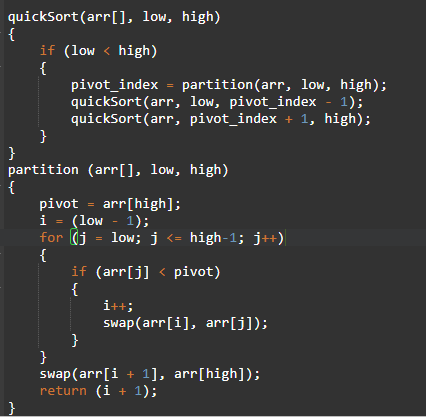 quickSort(arr[], low, high)
{
    if (low < high)
    {
        pivot_index = partition(arr, low, high);
        quickSort(arr, low, pivot_index - 1);
        quickSort(arr, pivot_index + 1, high);
    }
}
partition (arr[], low, high)
{
    pivot = arr[high];
    i = (low - 1);
    for (j = low; j <= high-1; j++)
    {
        if (arr[j] < pivot)
        {
            i++;
            swap(arr[i], arr[j]);
        }
    }
    swap(arr[i + 1], arr[high]);
    return (i + 1);
}